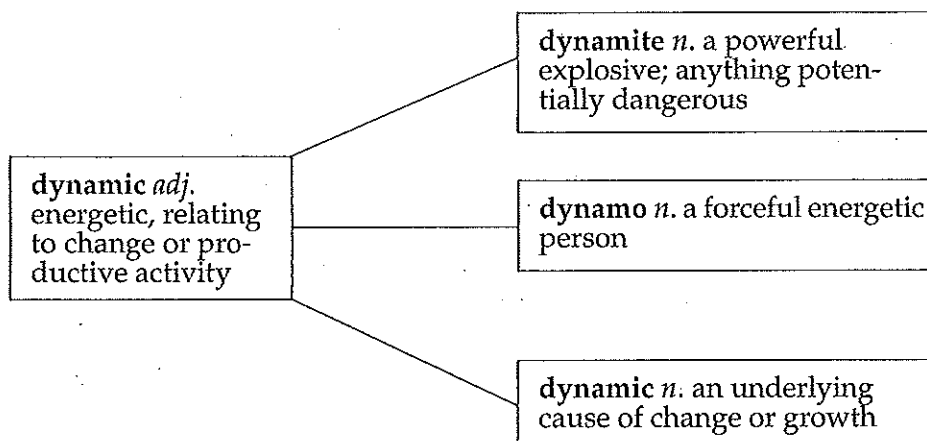 dynamite n. a powerful
explosive; anything poten-
tially dangerous
dynamic adj.
energetic, relating
to change or pro-
ductive activity
dynamo n. a forceful energetic
person
dynamic n. an underlying
cause of change or growth